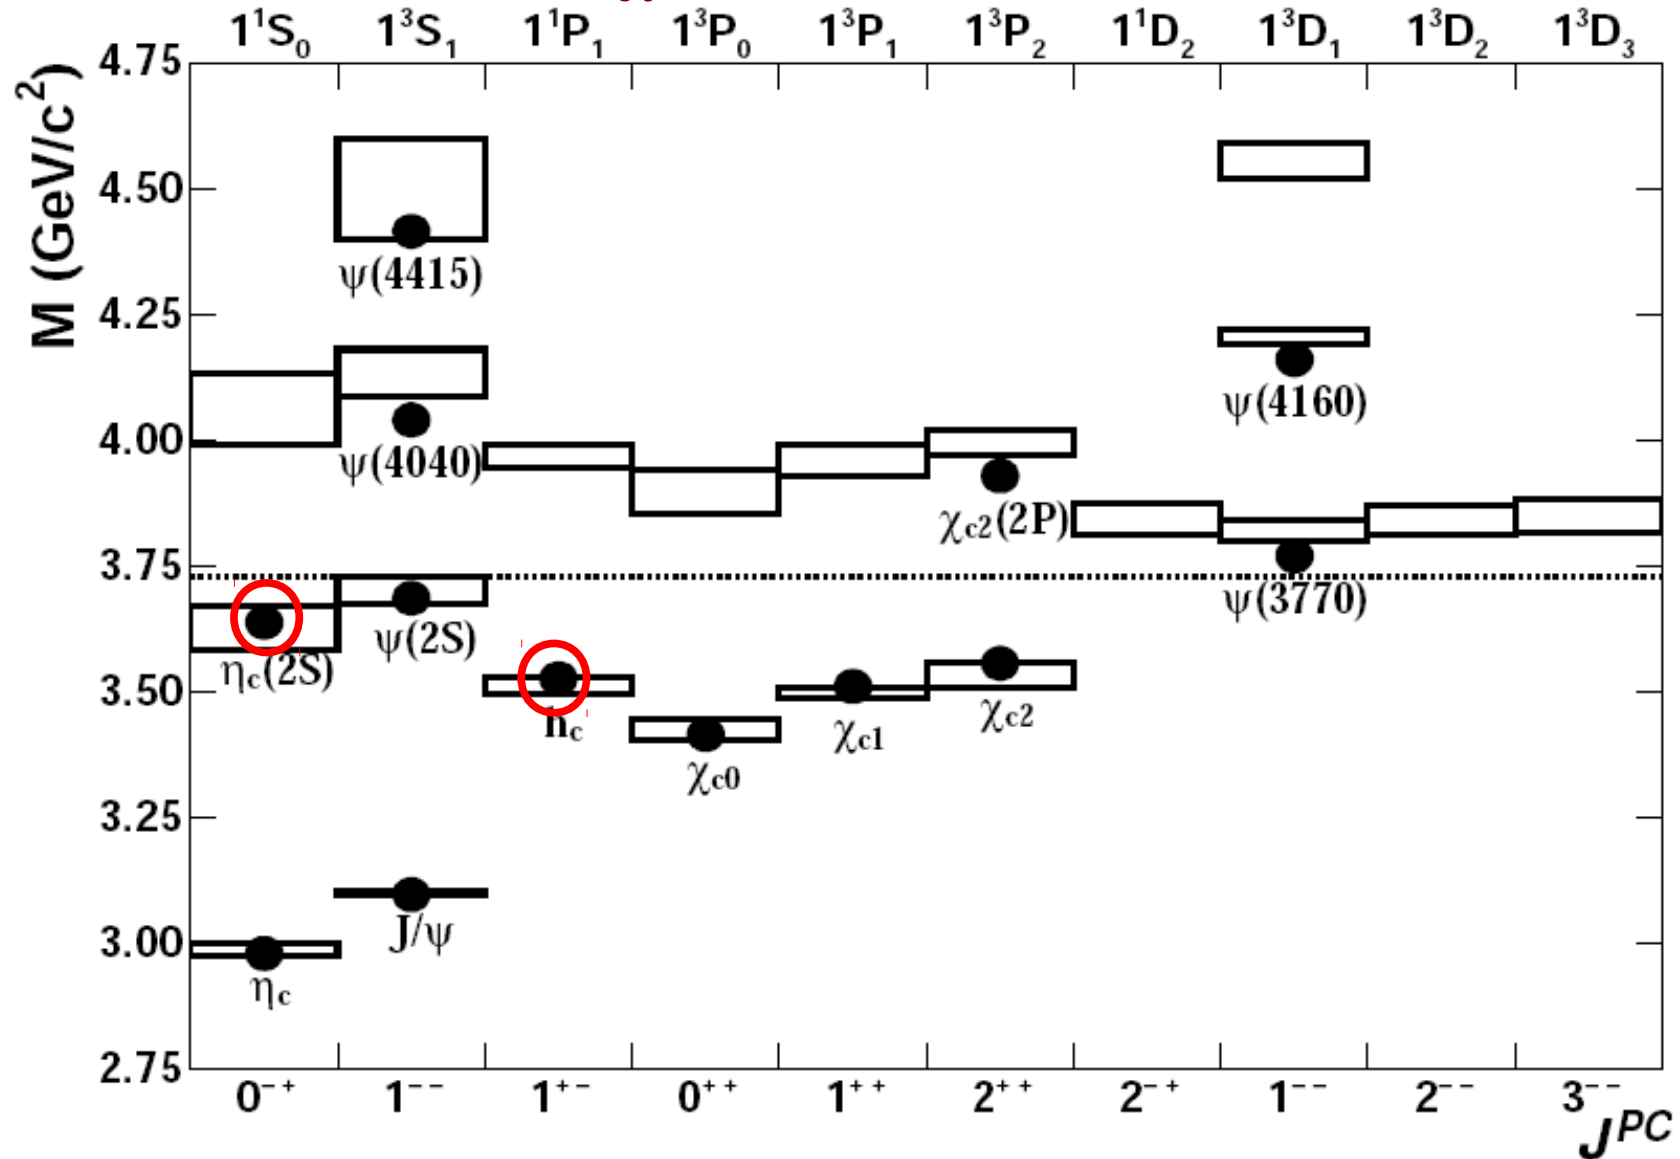 1¹S₀ 1³S₁ 1¹P₁ 1³P₀ 1³P₁ 1³P₂ 1¹D₂ 1³D₁ 1³D₂ 1³D₃
M (GeV/c²)
4.75
4.50
ψ(4415)
4.25
ψ(4160)
4.00
ψ(4040)
χc2(2P)
3.75
ψ(3770)
ψ(2S)
ηc(2S)
3.50
hc
χc2
χc1
χc0
3.25
J/ψ
3.00
ηc
2.75
0⁻⁺ 1⁻⁻ 1⁺⁻ 0⁺⁺ 1⁺⁺ 2⁺⁺ 2⁻⁺ 1⁻⁻ 2⁻⁻ 3⁻⁻
Jᴾᶜ